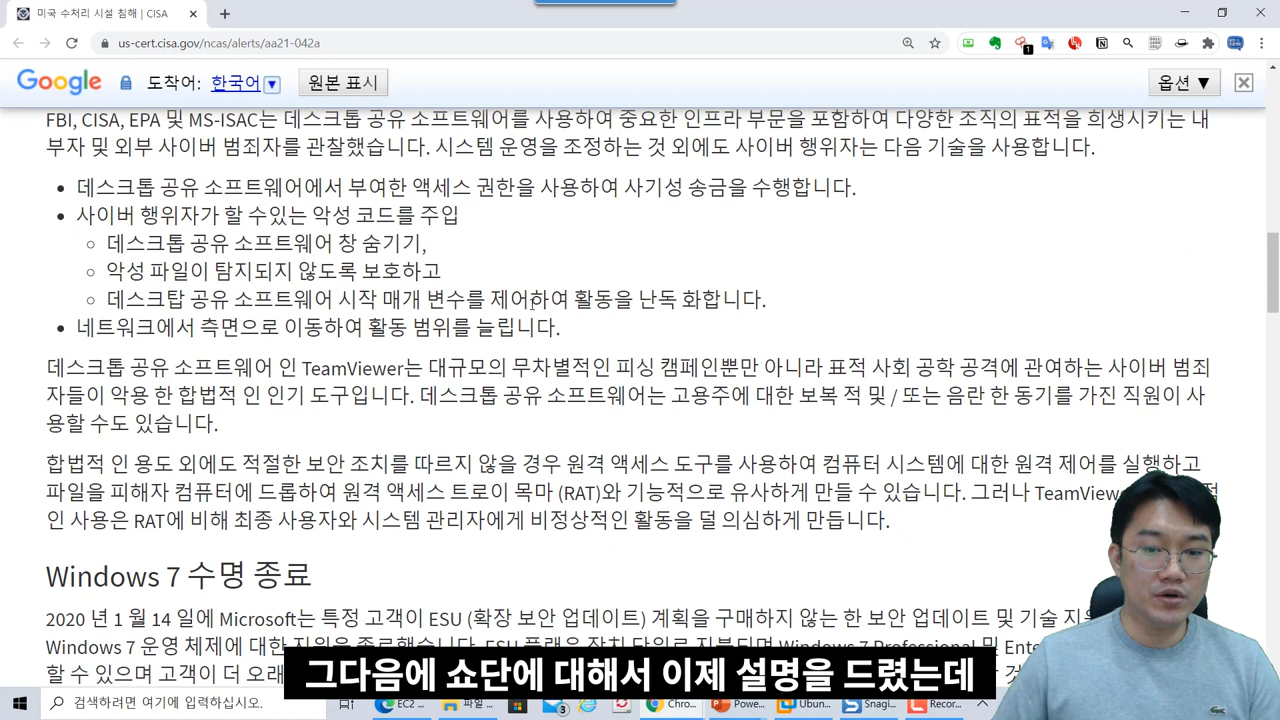 미국 수처리 시설 침해 | CISA
us-cert.cisa.gov/ncas/alerts/aa21-042a
1
Google 도착어: 한국어 ▼ 원본 표시 옵션 ▼
FBI, CISA, EPA 및 MS-ISAC는 데스크톱 공유 소프트웨어를 사용하여 중요한 인프라 부문을 포함하여 다양한 조직의 표적을 희생시키는 내
부자 및 외부 사이버 범죄자를 관찰했습니다. 시스템 운영을 조정하는 것 외에도 사이버 행위자는 다음 기술을 사용합니다.
• 데스크톱 공유 소프트웨어에서 부여한 액세스 권한을 사용하여 사기성 송금을 수행합니다.
• 사이버 행위자가 할 수있는 악성 코드를 주입
◦ 데스크톱 공유 소프트웨어 창 숨기기,
◦ 악성 파일이 탐지되지 않도록 보호하고
◦ 데스크탑 공유 소프트웨어 시작 매개 변수를 제어하여 활동을 난독 화합니다.
• 네트워크에서 측면으로 이동하여 활동 범위를 늘립니다.
데스크톱 공유 소프트웨어 인 TeamViewer는 대규모의 무차별적인 피싱 캠페인뿐만 아니라 표적 사회 공학 공격에 관여하는 사이버 범죄
자들이 악용 한 합법적 인 인기 도구입니다. 데스크톱 공유 소프트웨어는 고용주에 대한 보복 적 및 / 또는 음란 한 동기를 가진 직원이 사
용할 수도 있습니다.
합법적 인 용도 외에도 적절한 보안 조치를 따르지 않을 경우 원격 액세스 도구를 사용하여 컴퓨터 시스템에 대한 원격 제어를 실행하고
파일을 피해자 컴퓨터에 드롭하여 원격 액세스 트로이 목마 (RAT)와 기능적으로 유사하게 만들 수 있습니다. 그러나
인 사용은 RAT에 비해 최종 사용자와 시스템 관리자에게 비정상적인 활동을 덜 의심하게 만듭니다.
Windows 7 수명 종료
2020 년 1 월 14 일에 Microsoft는 특정 고객이 ESU (확장 보안 업데이트) 계획을 구매하지 않는 한 보안 업데이트 및 기술
Windows 7 운영 체제에 대한
할 수 있으며 고객이 더
그다음에 쇼단에 대해서 이제 설명을 드렸는데
검색하려면 여기에 입력하십시오. EC2 ... 파일 ... 3 Chro... Powe... Ubun... Snagi... Recor...